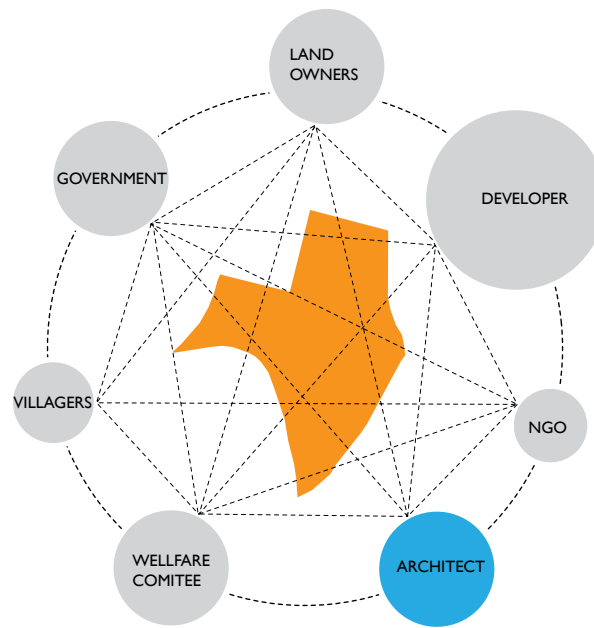 LAND
OWNERS
GOVERNMENT
DEVELOPER
VILLAGERS
NGO
WELLFARE
COMITEE
ARCHITECT